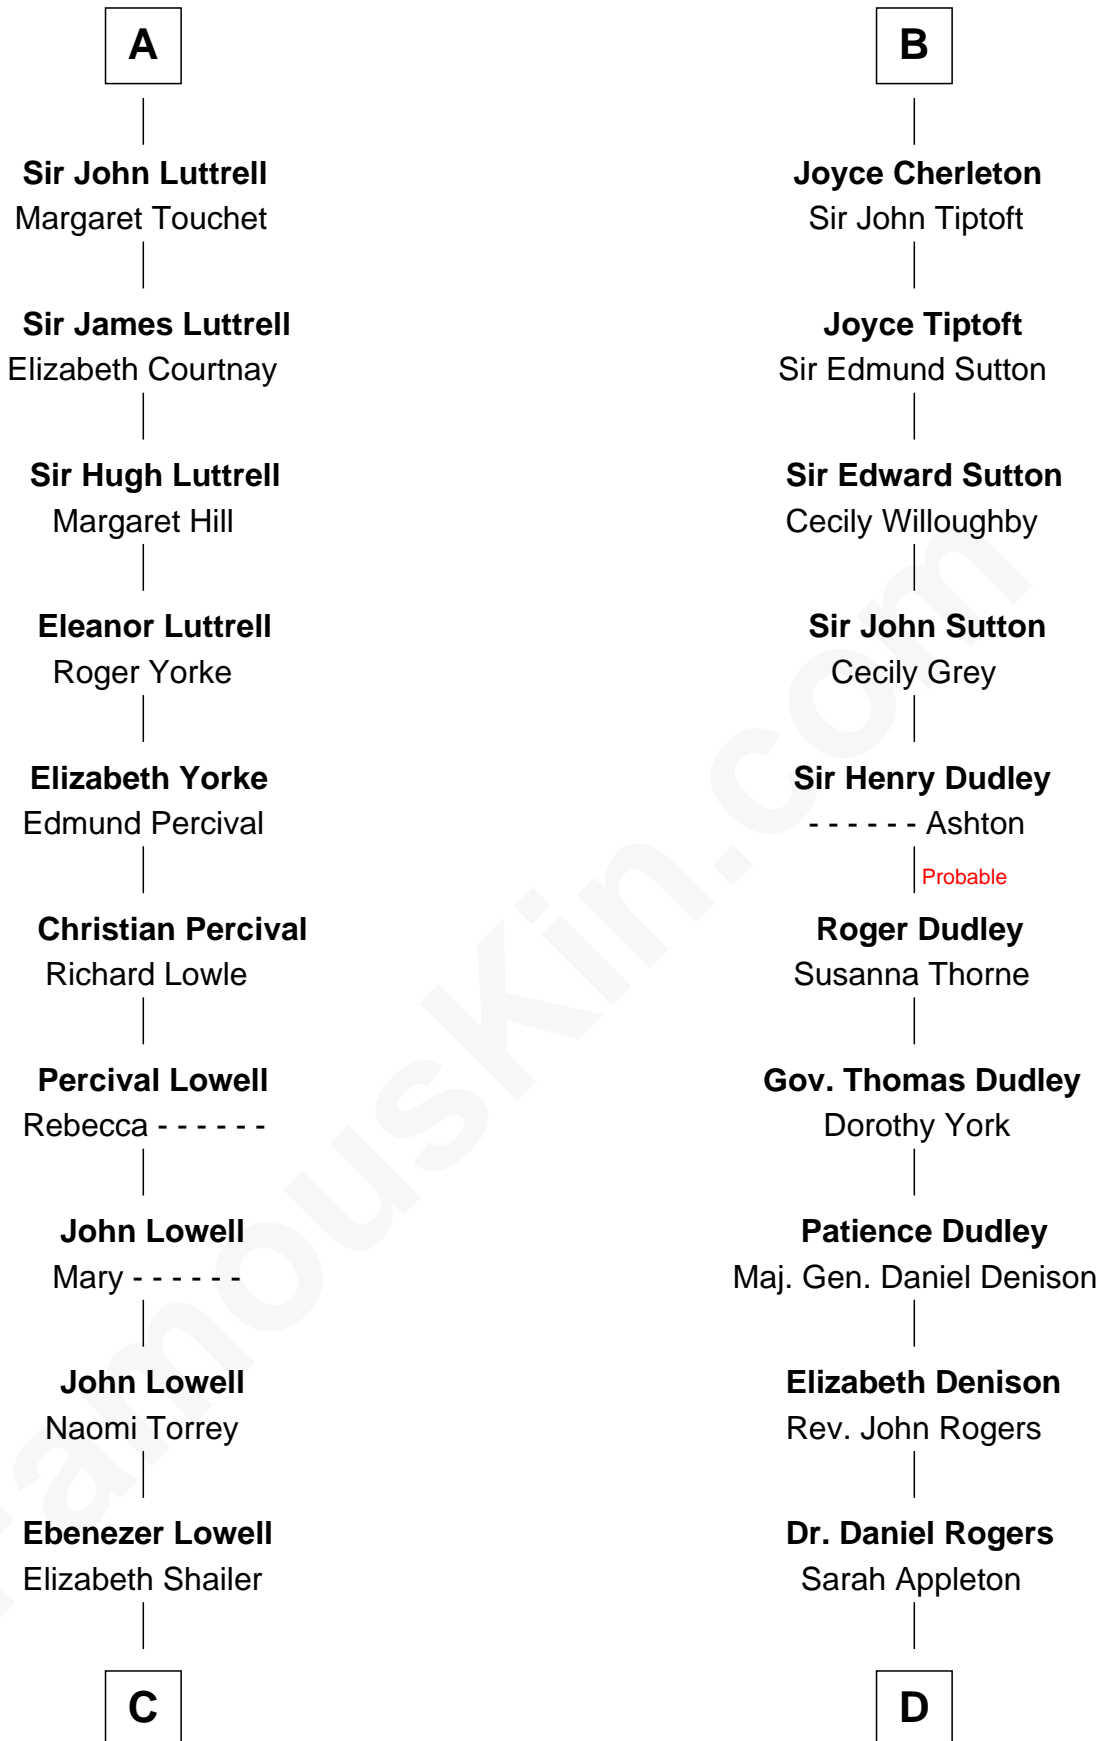 A
Sir John Luttrell
Margaret Touchet
Sir James Luttrell
Elizabeth Courtnay
Sir Hugh Luttrell
Margaret Hill
Eleanor Luttrell
Roger Yorke
Elizabeth Yorke
Edmund Percival
Christian Percival
Richard Lowle
Percival Lowell
Rebecca - - - - - -
John Lowell
Mary - - - - - -
John Lowell
Naomi Torrey
Ebenezer Lowell
Elizabeth Shailer
C
B
Joyce Cherleton
Sir John Tiptoft
Joyce Tiptoft
Sir Edmund Sutton
Sir Edward Sutton
Cecily Willoughby
Sir John Sutton
Cecily Grey
Sir Henry Dudley
- - - - - - Ashton
Probable
Roger Dudley
Susanna Thorne
Gov. Thomas Dudley
Dorothy York
Patience Dudley
Maj. Gen. Daniel Denison
Elizabeth Denison
Rev. John Rogers
Dr. Daniel Rogers
Sarah Appleton
D
FamousKin.com